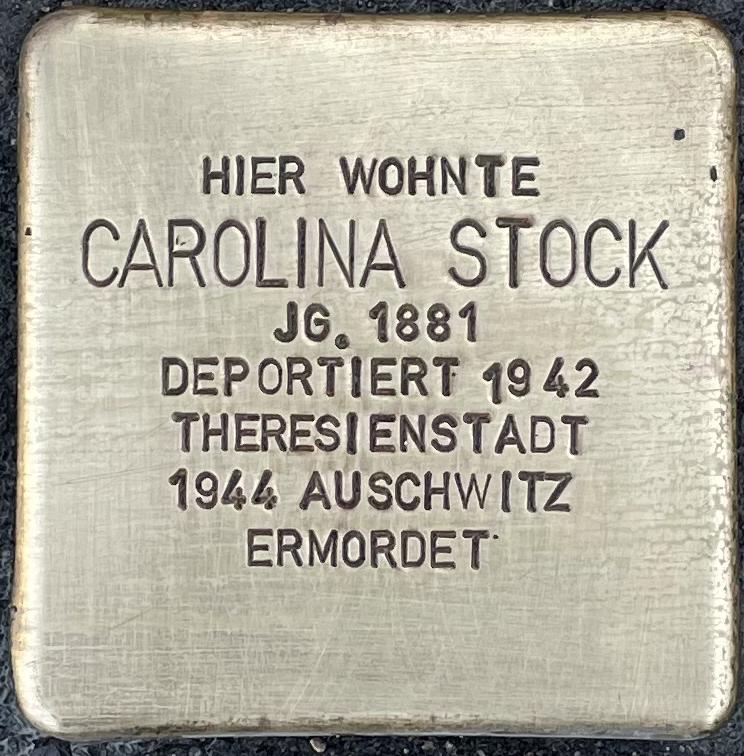 HIER WOHNTE
CAROLINA STOCK
JG. 1881
DEPORTIERT 1942
THERESIENSTADT
1944 AUSCHWITZ
ERMORDET